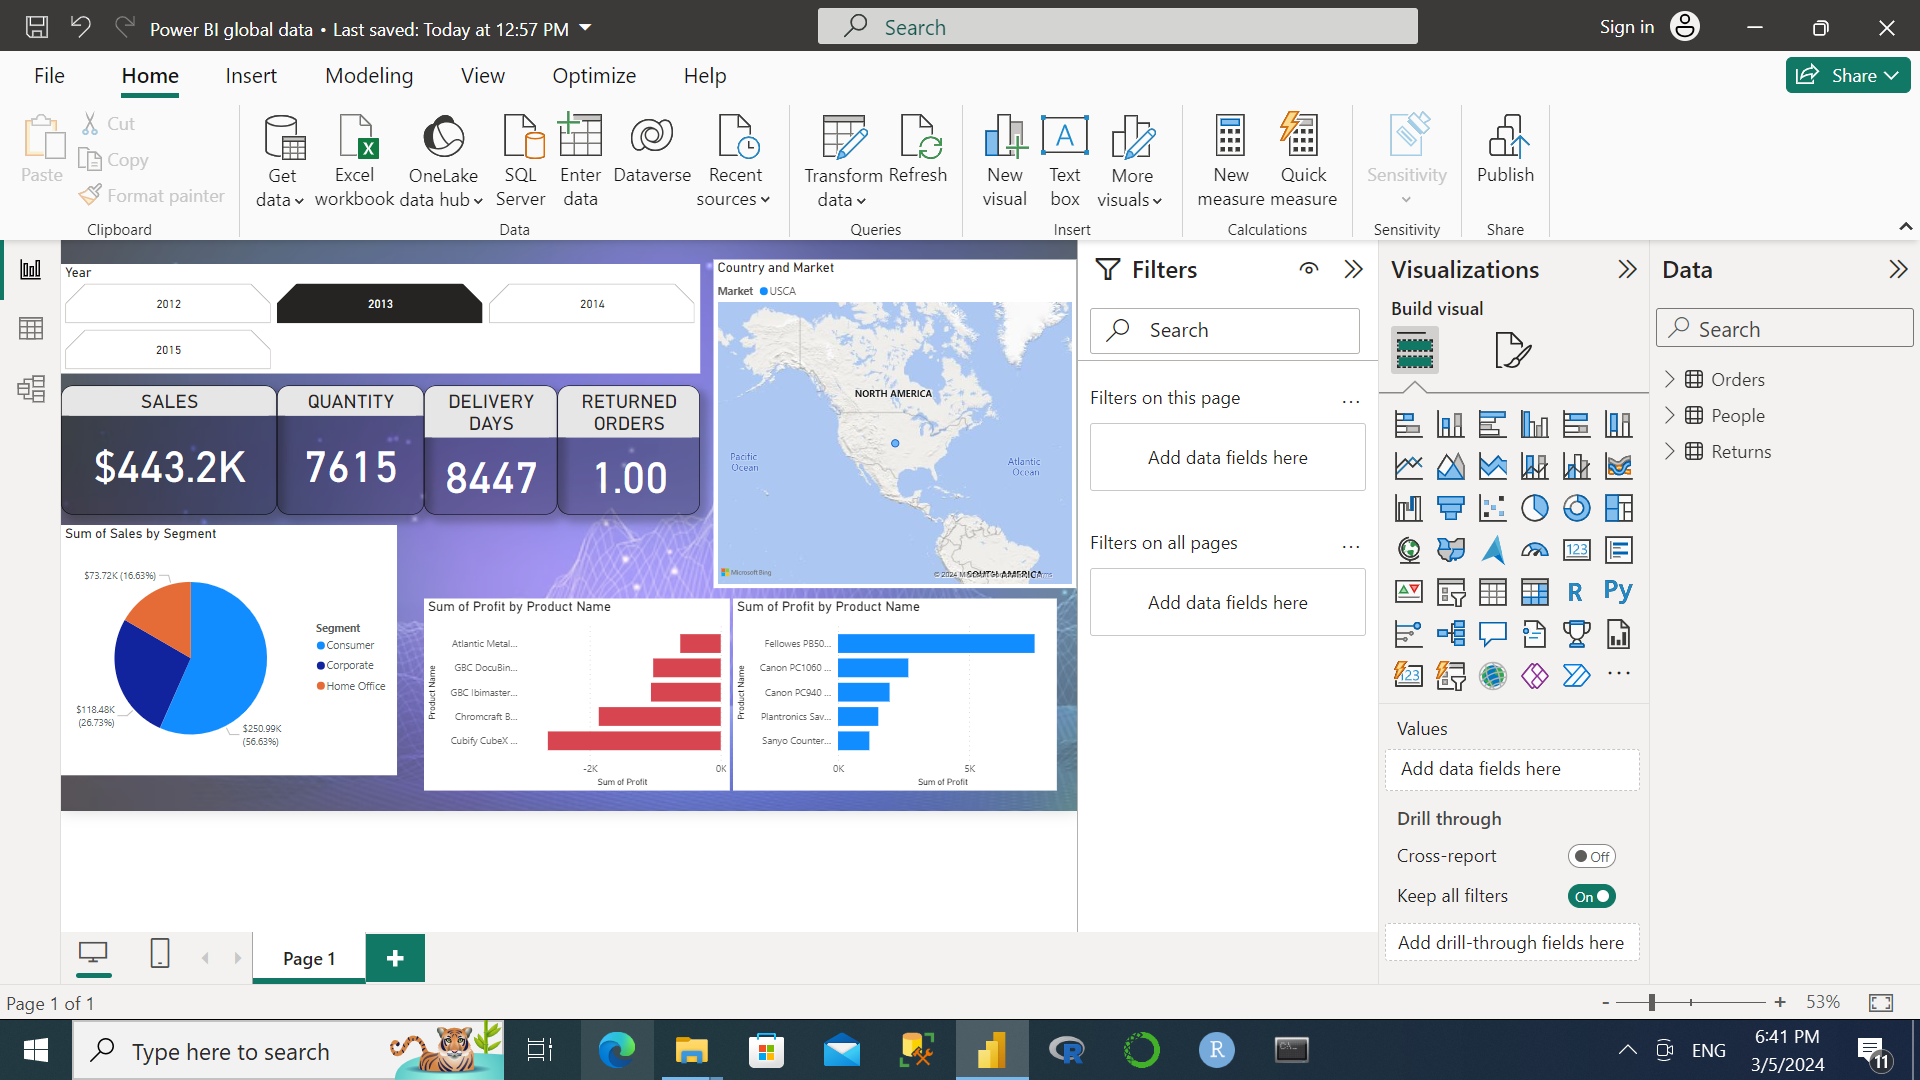 Power BI global data • Last saved: Today at 12:57 PM
Search
Sign in
File Home Insert Modeling View Optimize Help
Share
Paste
Cut
Copy
Format painter
Clipboard
Get data
Excel workbook
OneLake data hub
SQL Server
Enter data
Dataverse
Recent sources
Data
Transform data
Refresh
Queries
New visual
Text box
More visuals
Insert
New measure
Quick measure
Calculations
Sensitivity
Sensitivity
Publish
Share
Year
2012
2013
2014
2015
SALES
$443.2K
QUANTITY
7615
DELIVERY
DAYS
8447
RETURNED
ORDERS
1.00
Country and Market
Market USCA
NORTH AMERICA
Pacific
Ocean
Atlantic
Ocean
SOUTH AMERICA
Microsoft Bing
Sum of Sales by Segment
$73.72K (16.63%)
$118.48K
(26.73%)
$250.99K
(56.63%)
Segment
Consumer
Corporate
Home Office
Sum of Profit by Product Name
Product Name
Atlantic Metal...
GBC DocuBin...
GBC Ibimaster...
Chromcraft B...
Cubify CubeX ...
-2K 0K
Sum of Profit
Sum of Profit by Product Name
Product Name
Fellowes PB50...
Canon PC1060 ...
Canon PC940 ...
Plantronics Sav...
Sanyo Counter...
0K 5K
Sum of Profit
Filters
Search
Filters on this page ...
Add data fields here
Filters on all pages ...
Add data fields here
Visualizations
Build visual
123
R
Py
123
...
Values
Add data fields here
Drill through
Cross-report Off
Keep all filters On
Add drill-through fields here
Data
Search
Orders
People
Returns
Page 1
+
Page 1 of 1
- + 53%
Type here to search
R
R
ENG
6:41 PM
3/5/2024
11